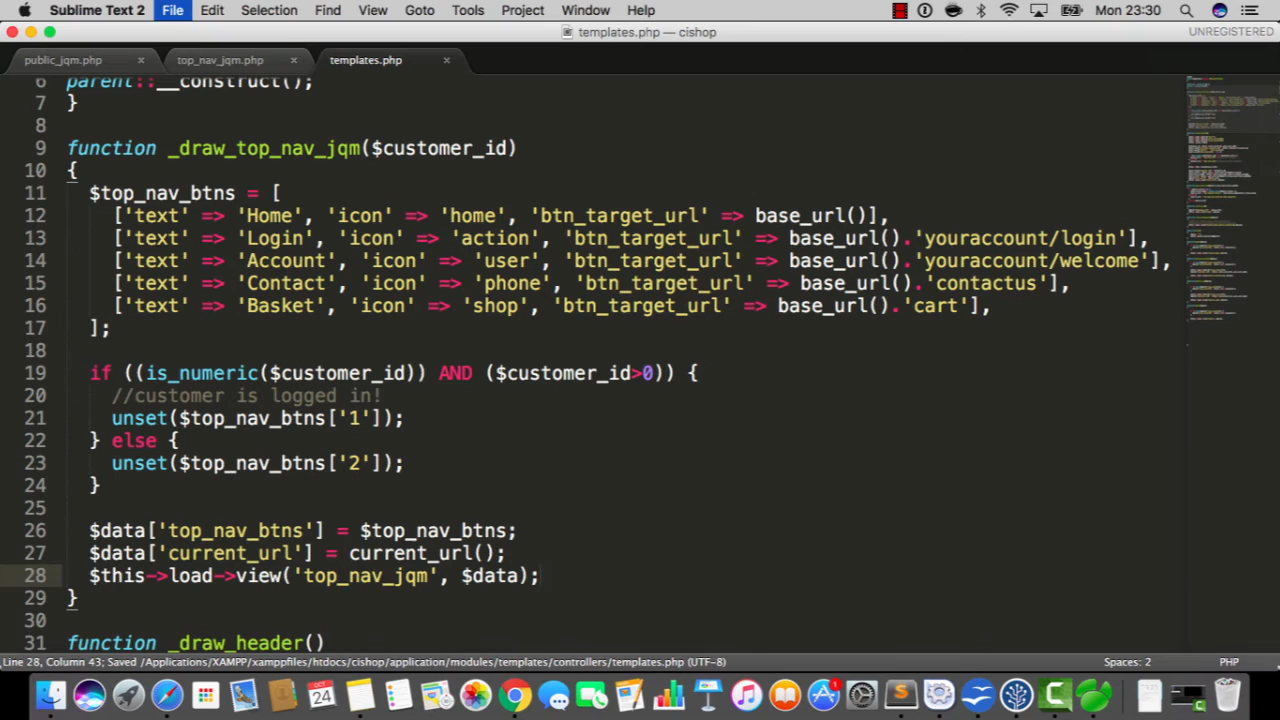 Sublime Text 2 File Edit Selection Find View Goto Tools Project Window Help Mon 23:30
templates.php — cishop UNREGISTERED
public_jqm.php × top_nav_jqm.php × templates.php ×
6 parent::__construct();
7 }
8
9 function _draw_top_nav_jqm($customer_id)
10 {
11 $top_nav_btns = [
12 ['text' => 'Home', 'icon' => 'home', 'btn_target_url' => base_url()],
13 ['text' => 'Login', 'icon' => 'action', 'btn_target_url' => base_url().'youraccount/login'],
14 ['text' => 'Account', 'icon' => 'user', 'btn_target_url' => base_url().'youraccount/welcome'],
15 ['text' => 'Contact', 'icon' => 'phone', 'btn_target_url' => base_url().'contactus'],
16 ['text' => 'Basket', 'icon' => 'shop', 'btn_target_url' => base_url().'cart'],
17 ];
18
19 if ((is_numeric($customer_id)) AND ($customer_id>0)) {
20 //customer is logged in!
21 unset($top_nav_btns['1']);
22 } else {
23 unset($top_nav_btns['2']);
24 }
25
26 $data['top_nav_btns'] = $top_nav_btns;
27 $data['current_url'] = current_url();
28 $this->load->view('top_nav_jqm', $data);
29 }
30
31 function _draw_header()
Line 28, Column 43; Saved /Applications/XAMPP/xamppfiles/htdocs/cishop/application/modules/templates/controllers/templates.php (UTF-8) Spaces: 2 PHP
OCT
24
1